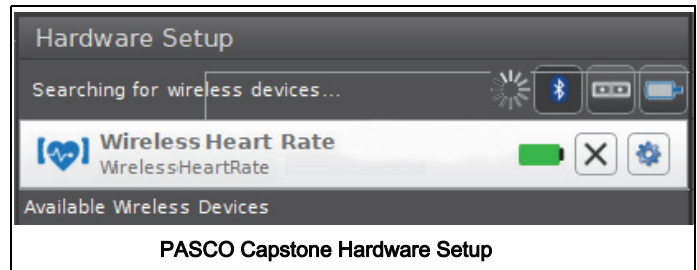 Hardware Setup
Searching for wireless devices...
Wireless Heart Rate
WirelessHeartRate
Available Wireless Devices
PASCO Capstone Hardware Setup